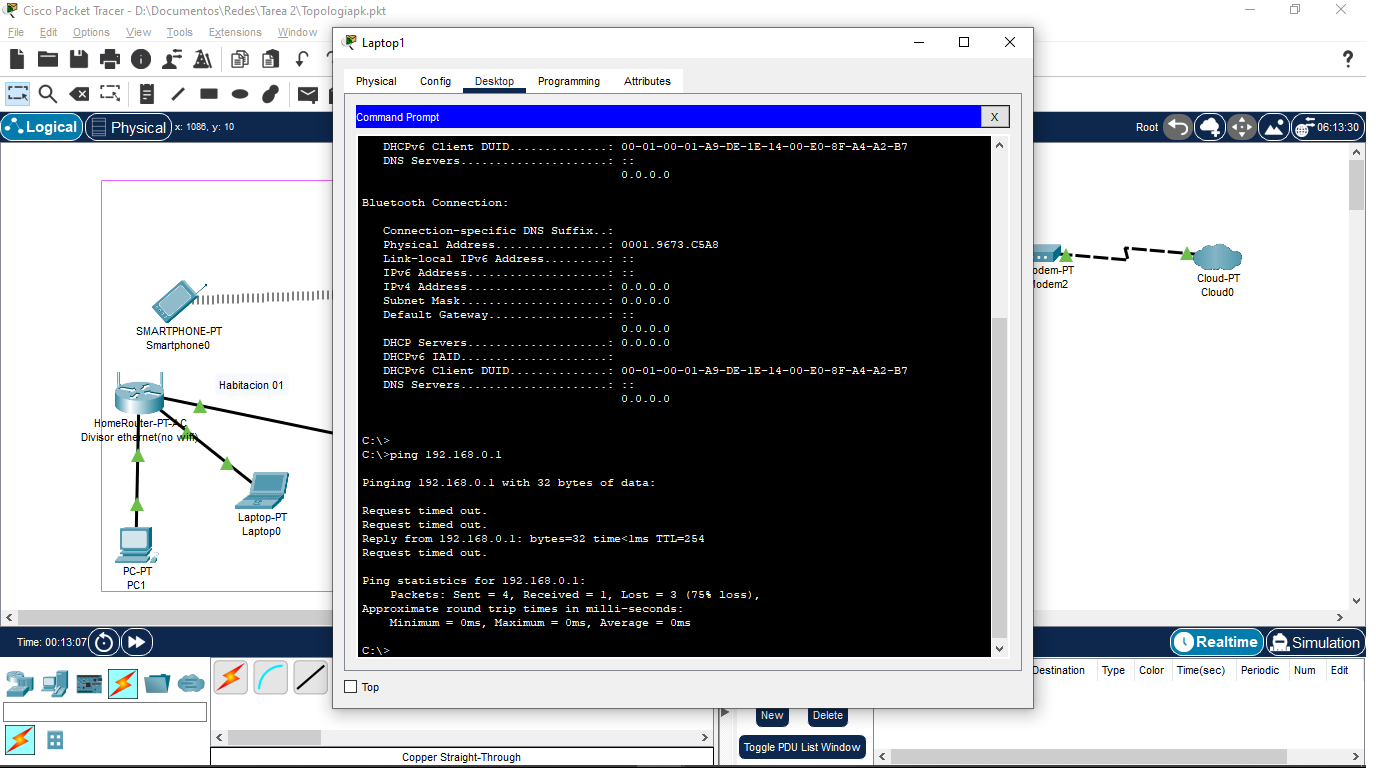 Cisco Packet Tracer - D:\Documentos\Redes\Tarea 2\Topologiapk.pkt
File Edit Options View Tools Extensions Window
Laptop1
Physical Config Desktop Programming Attributes
Command Prompt
X
Logical Physical x: 1086, y: 10
Root 06:13:30
DHCPv6 Client DUID..............: 00-01-00-01-A9-DE-1E-14-00-E0-8F-A4-A2-B7
DNS Servers.....................: ::
0.0.0.0
Bluetooth Connection:
Connection-specific DNS Suffix..:
Physical Address................: 0001.9673.C5A8
Link-local IPv6 Address.........: ::
IPv6 Address....................: ::
IPv4 Address....................: 0.0.0.0
Subnet Mask.....................: 0.0.0.0
Default Gateway.................: ::
0.0.0.0
DHCP Servers....................: 0.0.0.0
DHCPv6 IAID.....................:
DHCPv6 Client DUID..............: 00-01-00-01-A9-DE-1E-14-00-E0-8F-A4-A2-B7
DNS Servers.....................: ::
0.0.0.0
C:\>
C:\>ping 192.168.0.1
Pinging 192.168.0.1 with 32 bytes of data:
Request timed out.
Request timed out.
Reply from 192.168.0.1: bytes=32 time<1ms TTL=254
Request timed out.
Ping statistics for 192.168.0.1:
Packets: Sent = 4, Received = 1, Lost = 3 (75% loss),
Approximate round trip times in milli-seconds:
Minimum = 0ms, Maximum = 0ms, Average = 0ms
C:\>
Top
SMARTPHONE-PT
Smartphone0
Habitacion 01
HomeRouter-PT-AC
Divisor ethernet(no wifi)
Laptop-PT
Laptop0
PC-PT
PC1
odem-PT
odem2
Cloud-PT
Cloud0
Time: 00:13:07
Realtime Simulation
Destination Type Color Time(sec) Periodic Num Edit
New Delete
Toggle PDU List Window
Copper Straight-Through